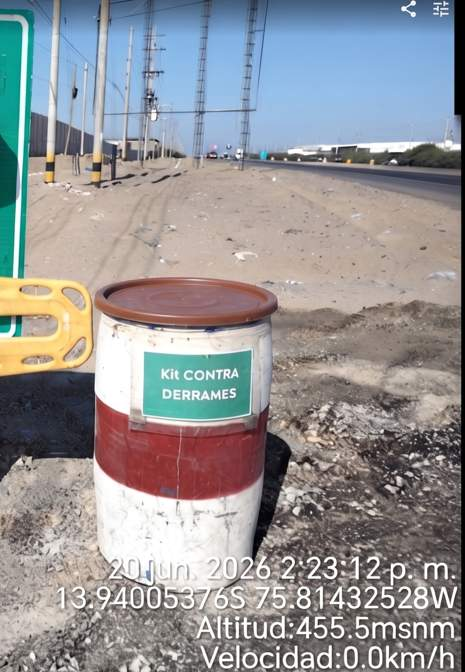 Kit CONTRA
DERRAMES
20 jun. 2026 2:23:12 p. m.
13.94005376S 75.81432528W
Altitud:455.5msnm
Velocidad:0.0km/h